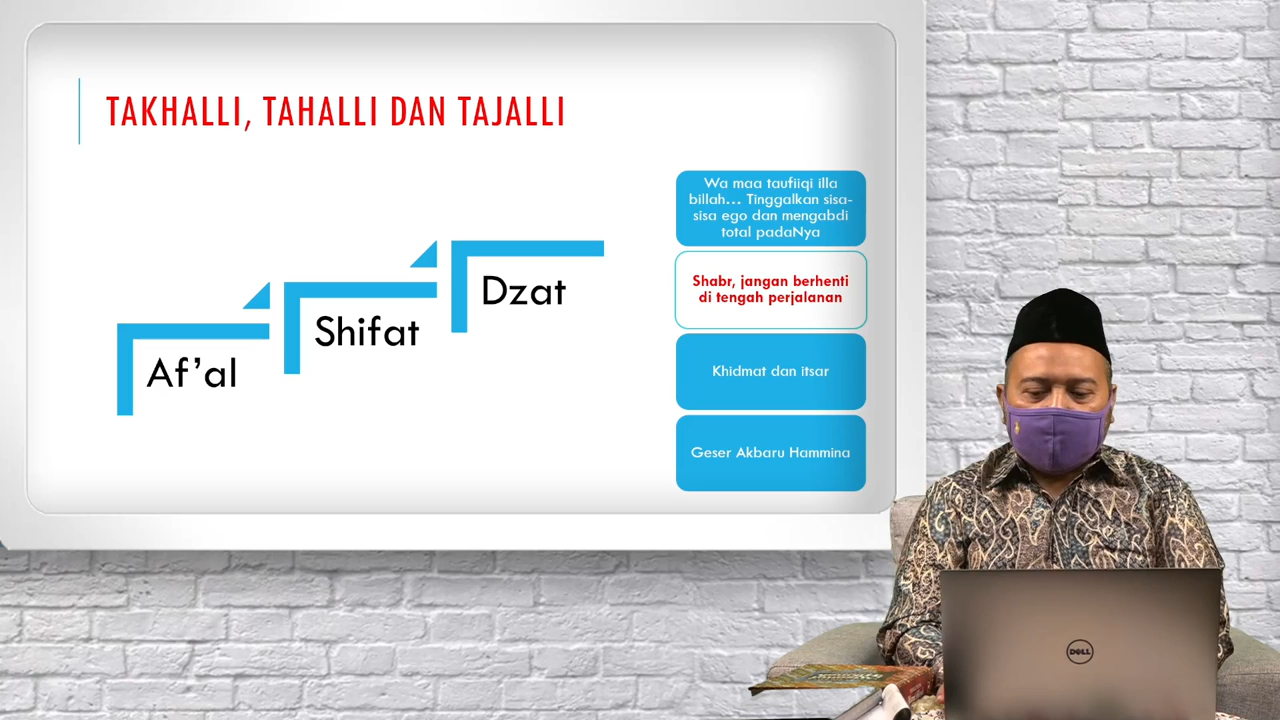 TAKHALLI, TAHALLI DAN TAJALLI
Af'al
Shifat
Dzat
Wa maa taufiiqi illa
billah... Tinggalkan sisa-
sisa ego dan mengabdi
total padaNya
Shabr, jangan berhenti
di tengah perjalanan
Khidmat dan itsar
Geser Akbaru Hammina
DELL